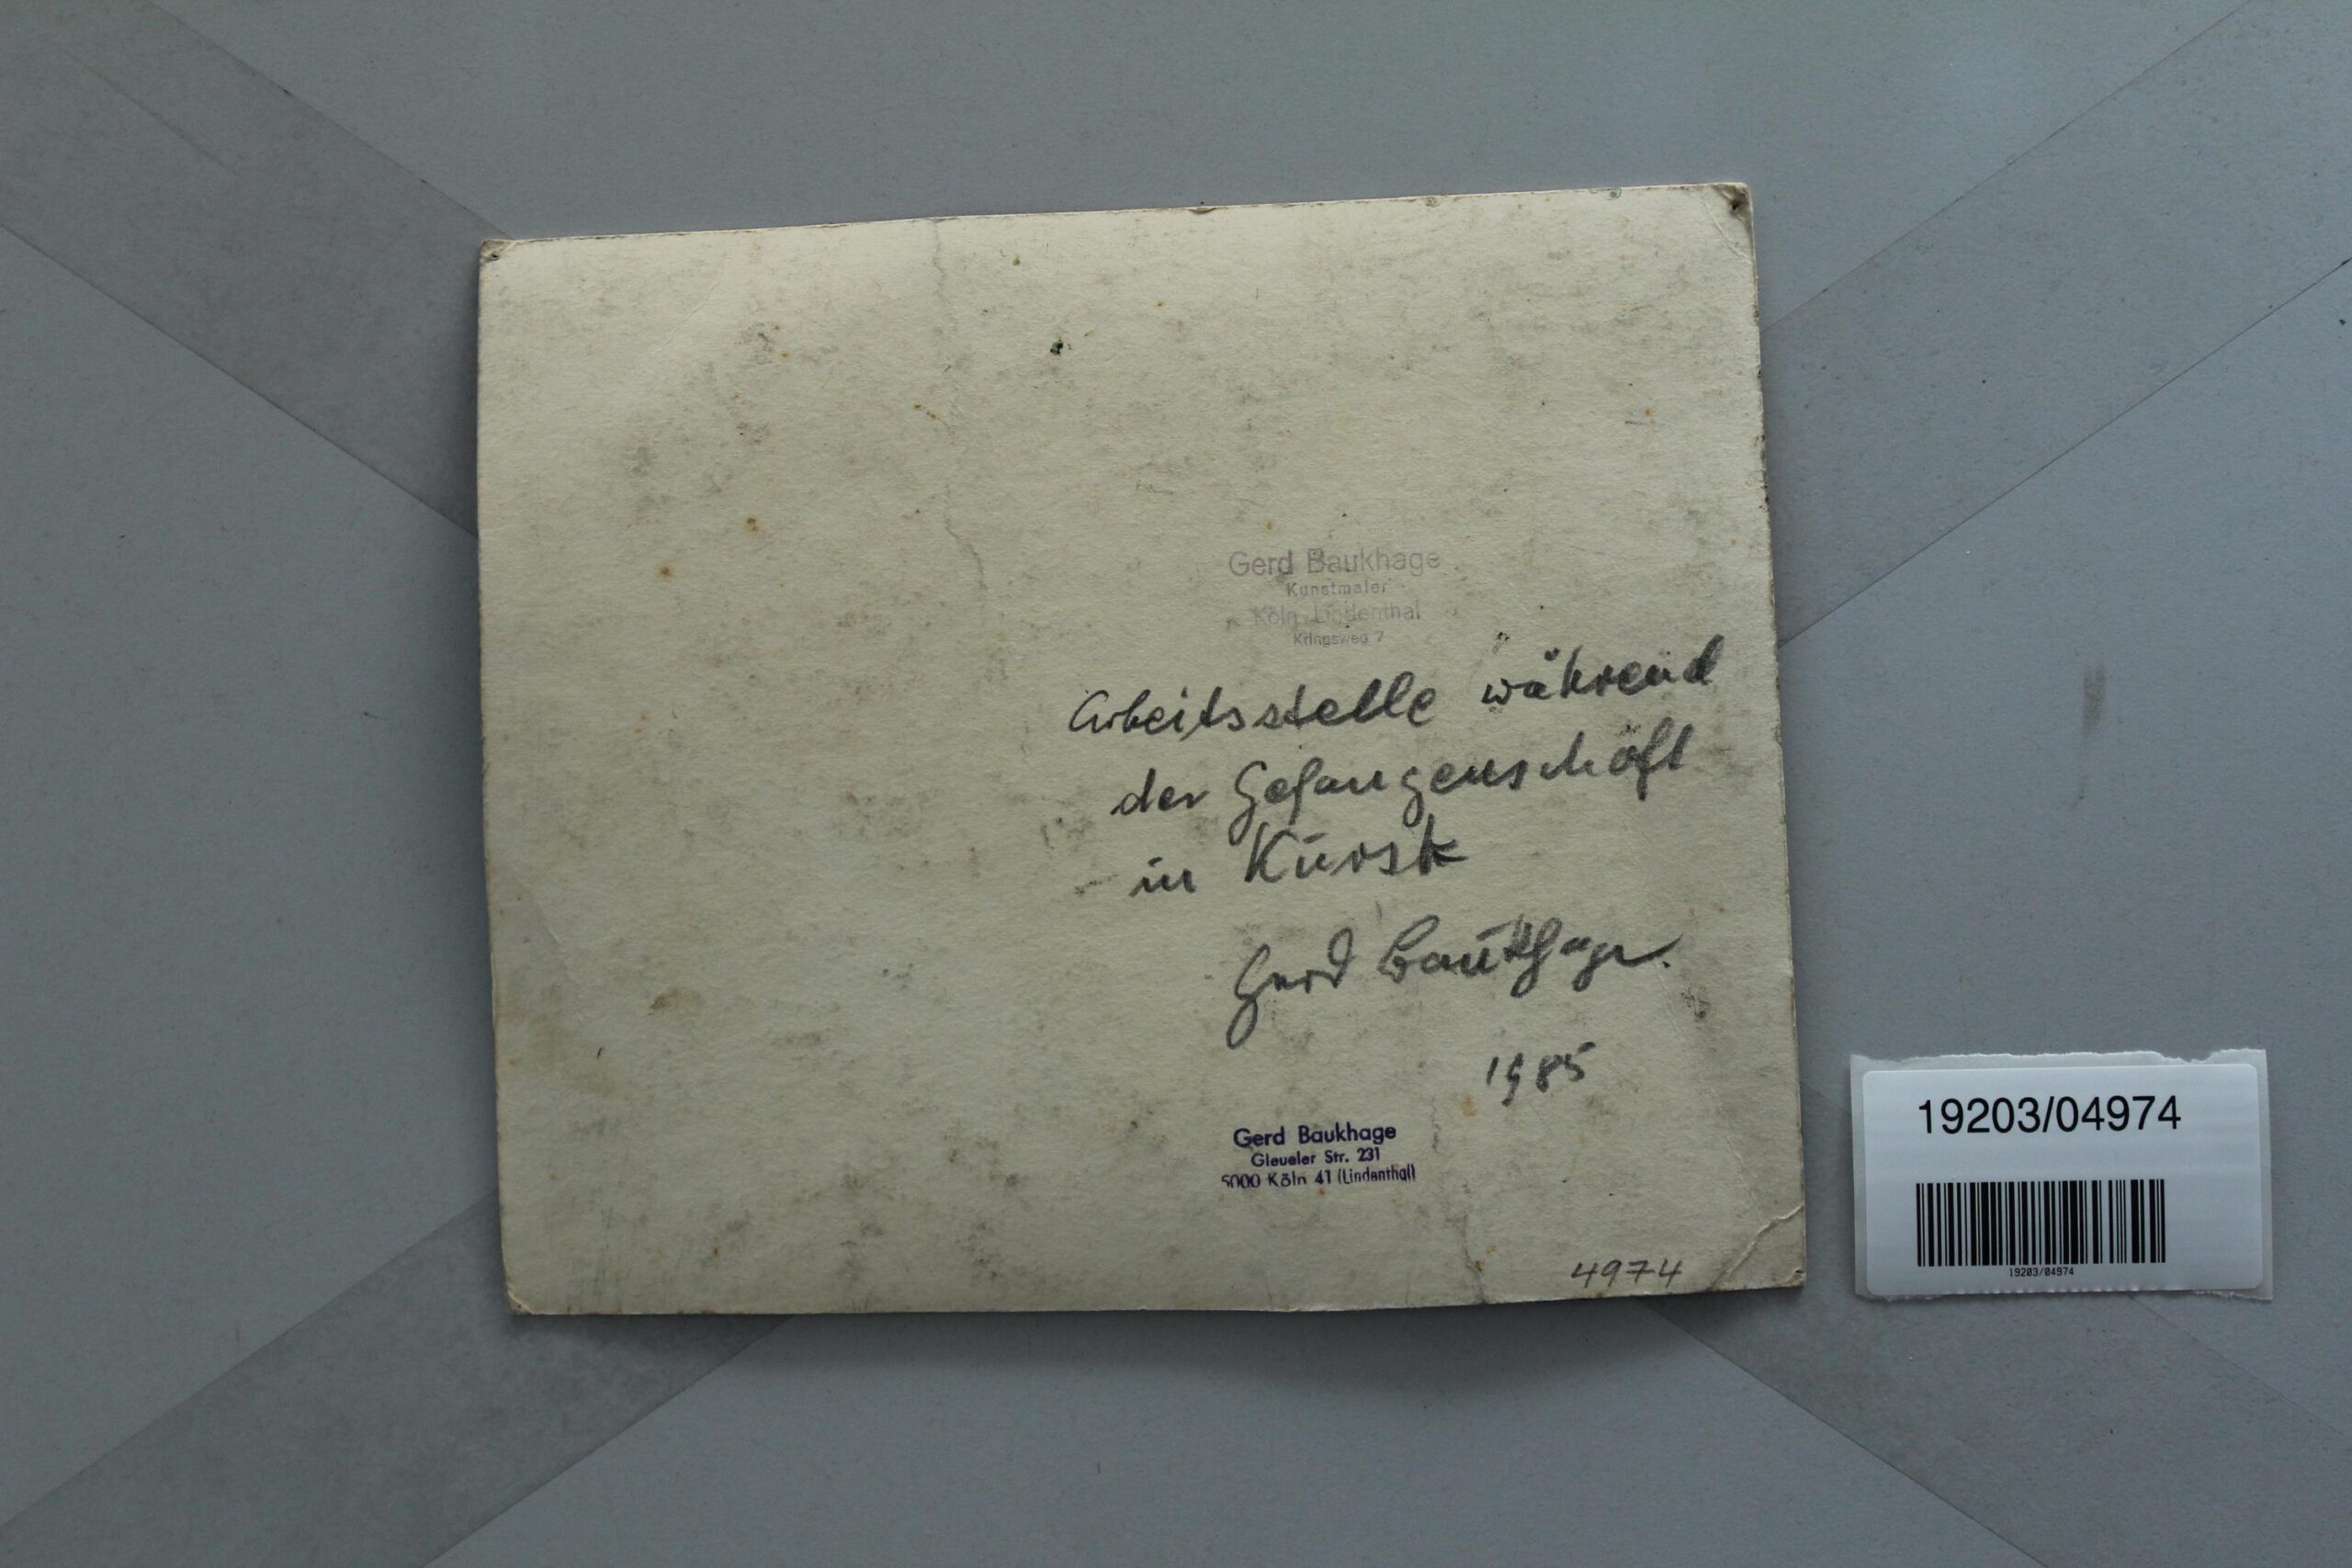 Gerd Baukhage
Kunstmaler
Köln-Lindenthal
Kringsweg 7
Arbeitsstelle während
der Gefangenschaft
in Kursk
Gerd Baukhage.
1985
Gerd Baukhage
Gleueler Str. 231
5000 Köln 41 (Lindenthal)
4974
19203/04974
19203/04974